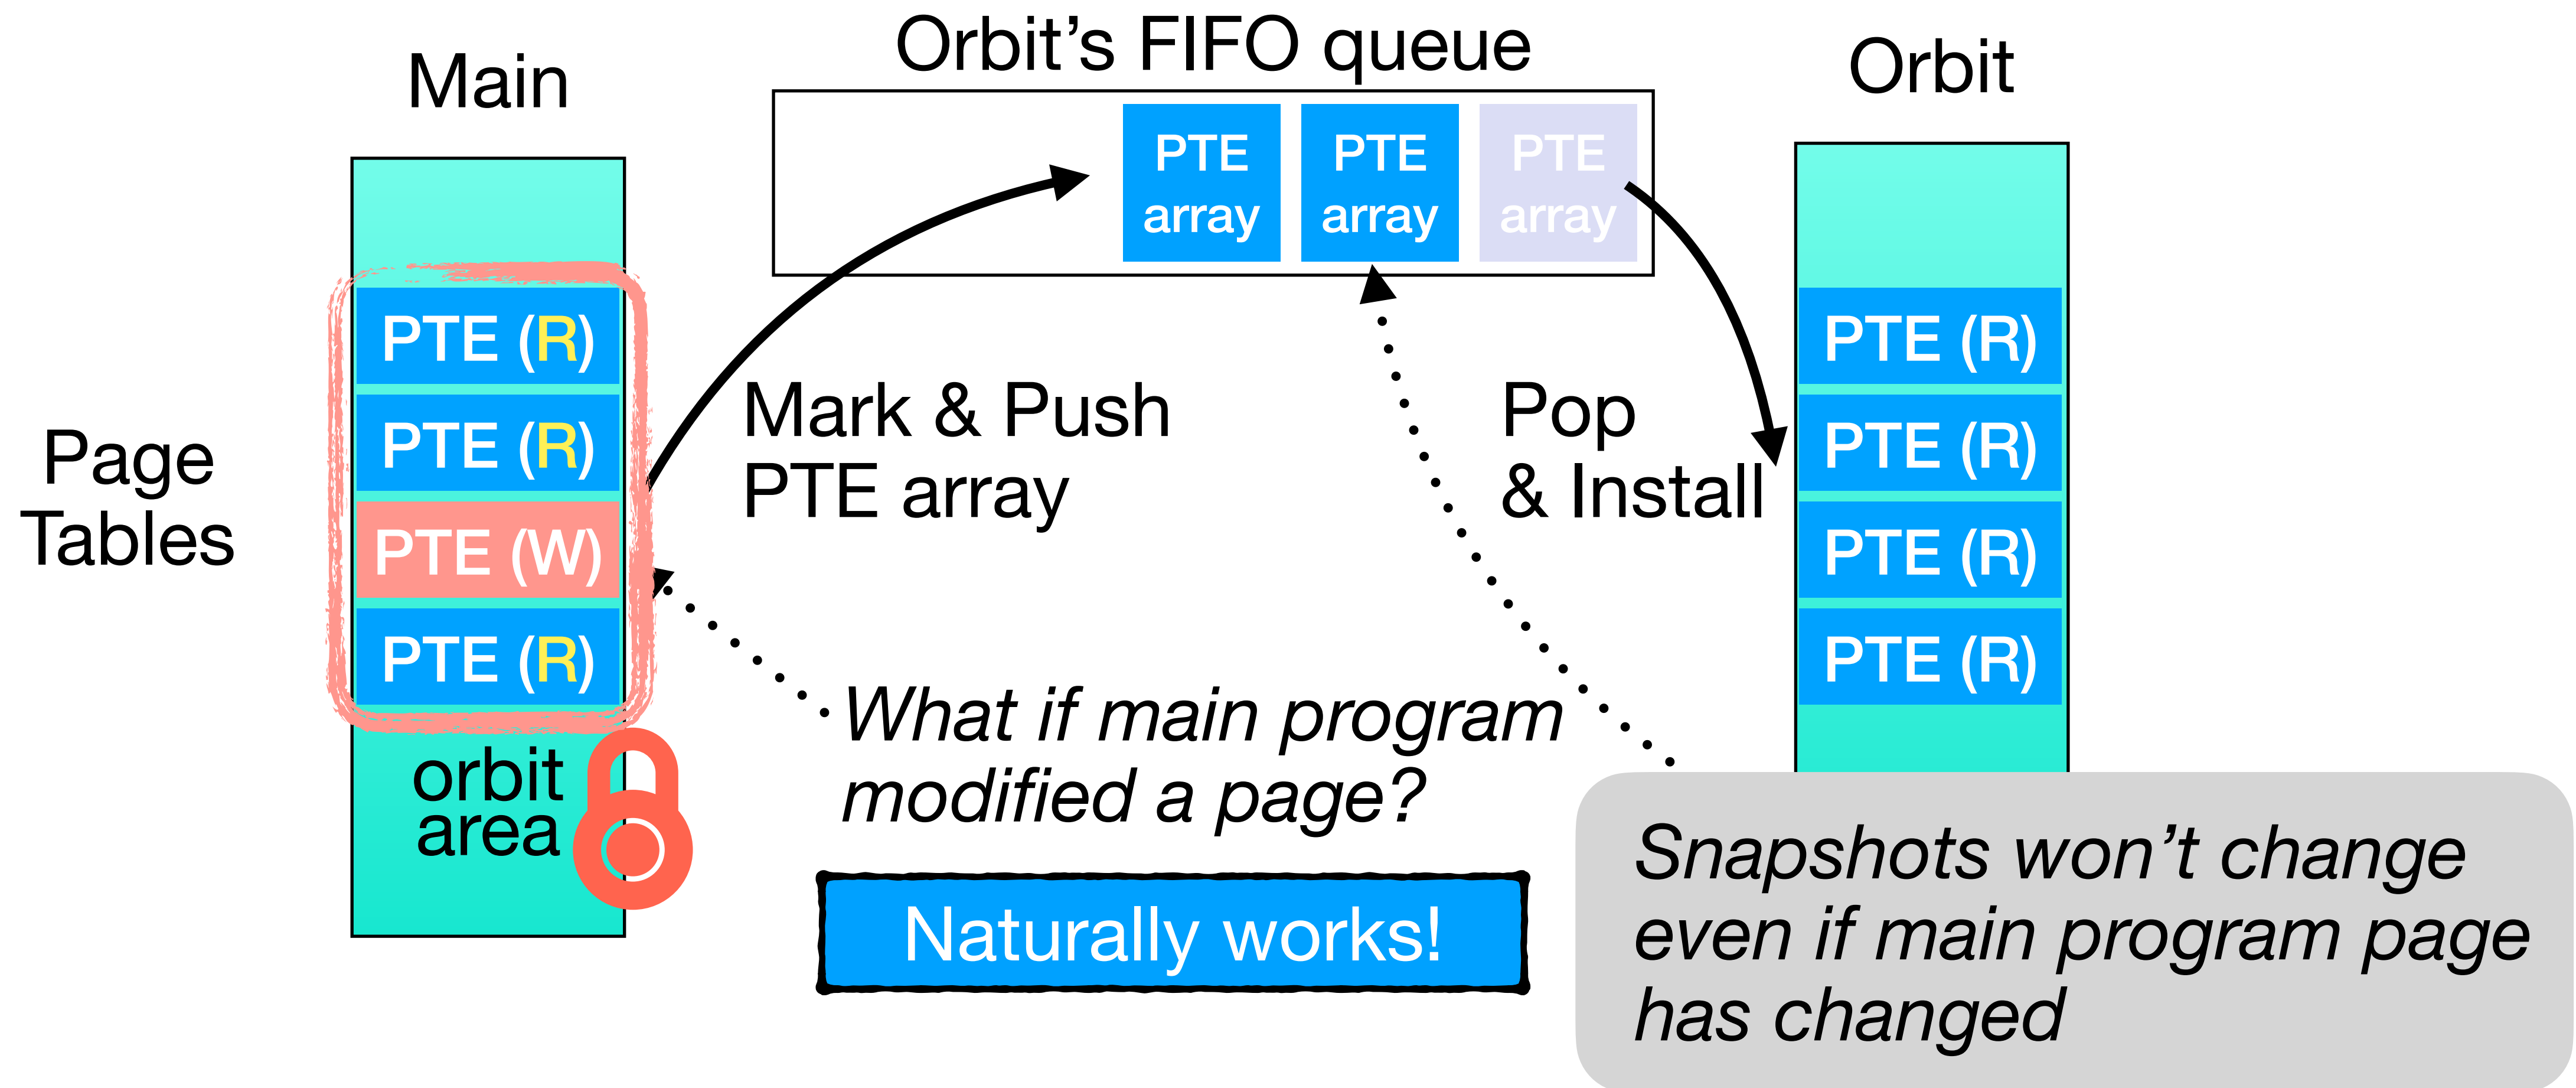 Orbit’s FIFO queue
Main
Orbit
PTE
array
PTE
array
PTE
array
Page
Tables
PTE (R)
PTE (R)
PTE (W)
PTE (R)
orbit
area
Mark & Push
PTE array
Pop
& Install
PTE (R)
PTE (R)
PTE (R)
PTE (R)
What if main program
modified a page?
Naturally works!
Snapshots won’t change
even if main program page
has changed